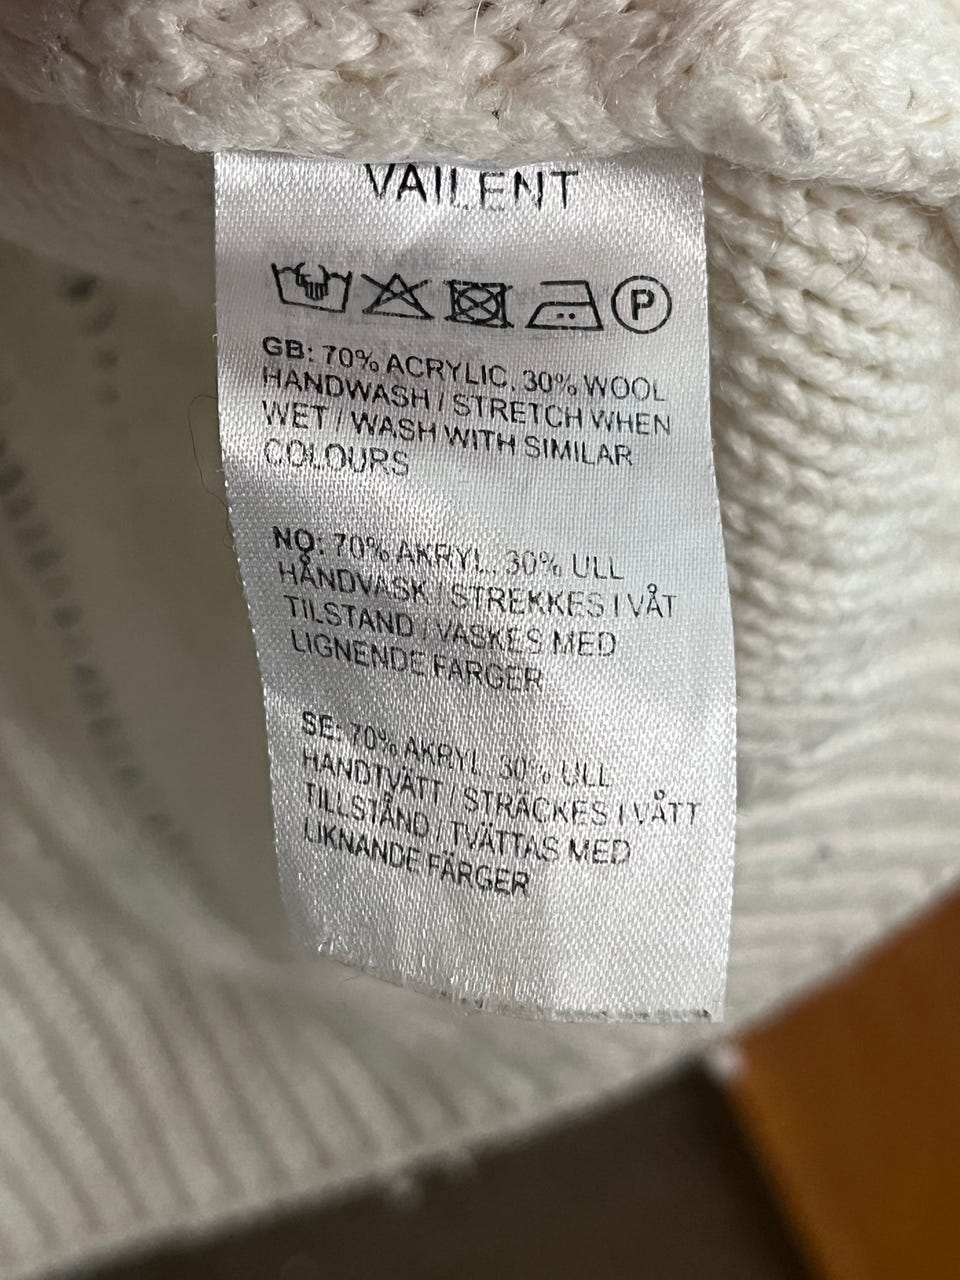 VAILENT
P
GB: 70% ACRYLIC, 30% WOOL
HANDWASH / STRETCH WHEN
WET / WASH WITH SIMILAR
COLOURS
NO: 70% AKRYL, 30% ULL
HÅNDVASK / STREKKES I VÅT
TILSTAND / VASKES MED
LIGNENDE FARGER
SE: 70% AKRYL, 30% ULL
HANDTVÄTT / STRÄCKES I VÅTT
TILLSTÅND / TVÄTTAS MED
LIKNANDE FÄRGER